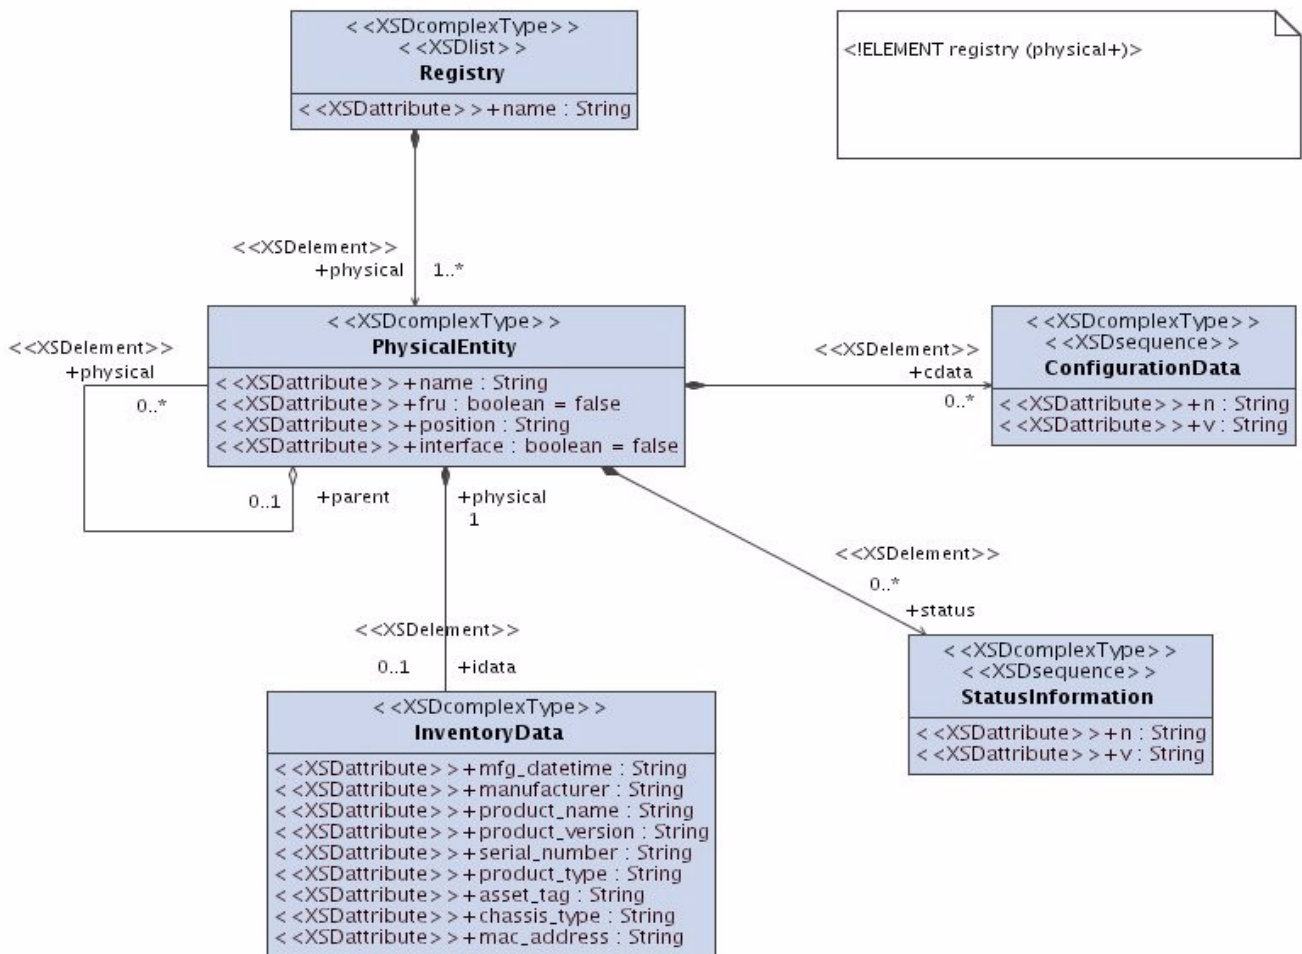 <<XSDcomplexType>>
<<XSDlist>>
Registry
<<XSDattribute>>+name : String
<!ELEMENT registry (physical+)>
<<XSDelement>>
+physical
1..*
<<XSDcomplexType>>
PhysicalEntity
<<XSDattribute>>+name : String
<<XSDattribute>>+fru : boolean = false
<<XSDattribute>>+position : String
<<XSDattribute>>+interface : boolean = false
<<XSDelement>>
+physical
0..*
0..1
+parent
+physical
1
<<XSDelement>>
+cdata
0..*
<<XSDcomplexType>>
<<XSDsequence>>
ConfigurationData
<<XSDattribute>>+n : String
<<XSDattribute>>+v : String
<<XSDelement>>
0..*
+status
<<XSDcomplexType>>
<<XSDsequence>>
StatusInformation
<<XSDattribute>>+n : String
<<XSDattribute>>+v : String
<<XSDelement>>
0..1
+idata
<<XSDcomplexType>>
InventoryData
<<XSDattribute>>+mfg_datetime : String
<<XSDattribute>>+manufacturer : String
<<XSDattribute>>+product_name : String
<<XSDattribute>>+product_version : String
<<XSDattribute>>+serial_number : String
<<XSDattribute>>+product_type : String
<<XSDattribute>>+asset_tag : String
<<XSDattribute>>+chassis_type : String
<<XSDattribute>>+mac_address : String